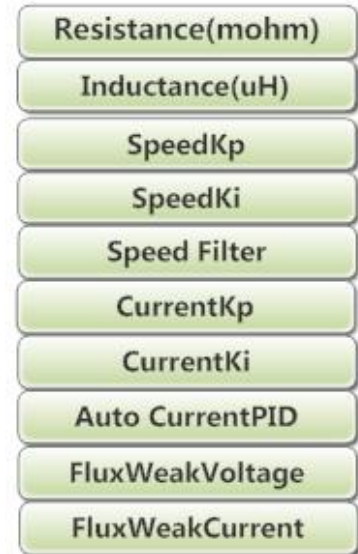 Resistance(mohm)
Inductance(uH)
SpeedKp
SpeedKi
Speed Filter
CurrentKp
CurrentKi
Auto CurrentPID
FluxWeakVoltage
FluxWeakCurrent